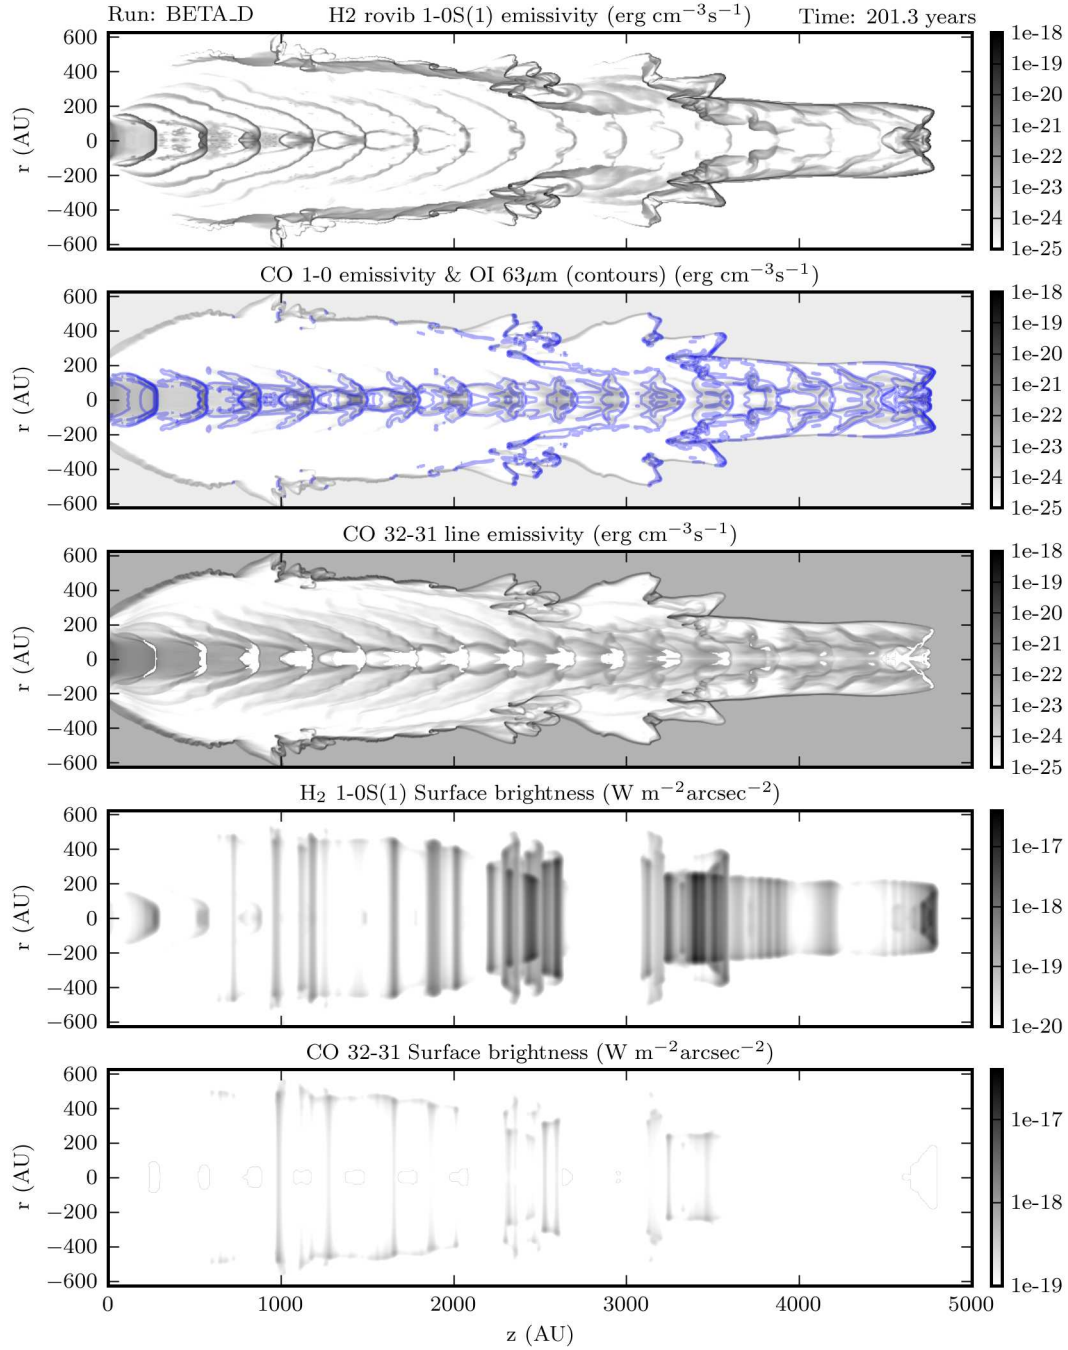 Run: BETA_D H2 rovib 1-0S(1) emissivity (erg cm⁻³s⁻¹) Time: 201.3 years
600
400
200
0
−200
−400
−600
r (AU)
1e-18
1e-19
1e-20
1e-21
1e-22
1e-23
1e-24
1e-25
CO 1-0 emissivity & OI 63μm (contours) (erg cm⁻³s⁻¹)
600
400
200
0
−200
−400
−600
r (AU)
1e-18
1e-19
1e-20
1e-21
1e-22
1e-23
1e-24
1e-25
CO 32-31 line emissivity (erg cm⁻³s⁻¹)
600
400
200
0
−200
−400
−600
r (AU)
1e-18
1e-19
1e-20
1e-21
1e-22
1e-23
1e-24
1e-25
H₂ 1-0S(1) Surface brightness (W m⁻²arcsec⁻²)
600
400
200
0
−200
−400
−600
r (AU)
1e-17
1e-18
1e-19
1e-20
CO 32-31 Surface brightness (W m⁻²arcsec⁻²)
600
400
200
0
−200
−400
−600
r (AU)
1e-17
1e-18
1e-19
0 1000 2000 3000 4000 5000
z (AU)